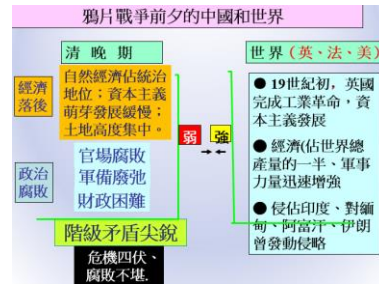 鴉片戰爭前夕的中國和世界
清晚期
經濟
落後
自然經濟佔統治
地位；資本主義
萌芽發展緩慢；
土地高度集中。
政治
腐敗
官場腐敗
軍備廢弛
財政困難
階級矛盾尖銳
危機四伏、
腐敗不堪.
弱
強
世界（英、法、美）
● 19世紀初，英國
完成工業革命，資
本主義發展
● 經濟(佔世界總
產量的一半、軍事
力量迅速增強
● 侵佔印度、對緬
甸、阿富汗、伊朗
曾發動侵略